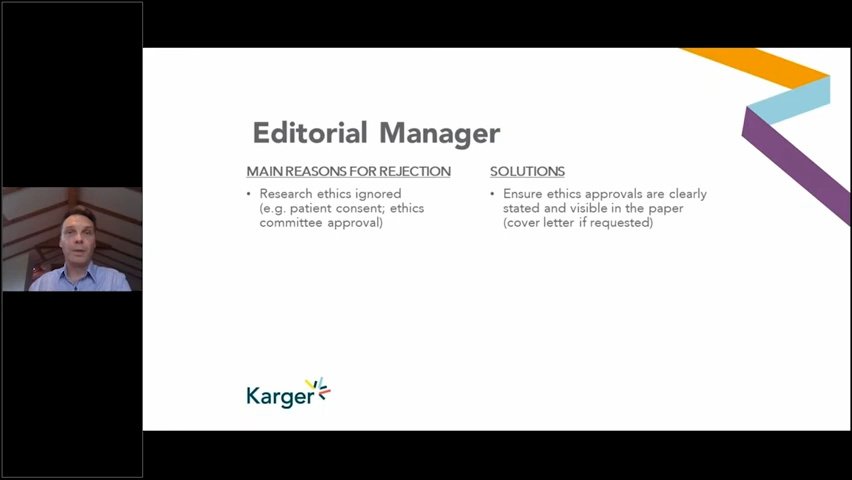 Editorial Manager
MAIN REASONS FOR REJECTION
• Research ethics ignored
(e.g. patient consent; ethics
committee approval)
SOLUTIONS
• Ensure ethics approvals are clearly
stated and visible in the paper
(cover letter if requested)
Karger